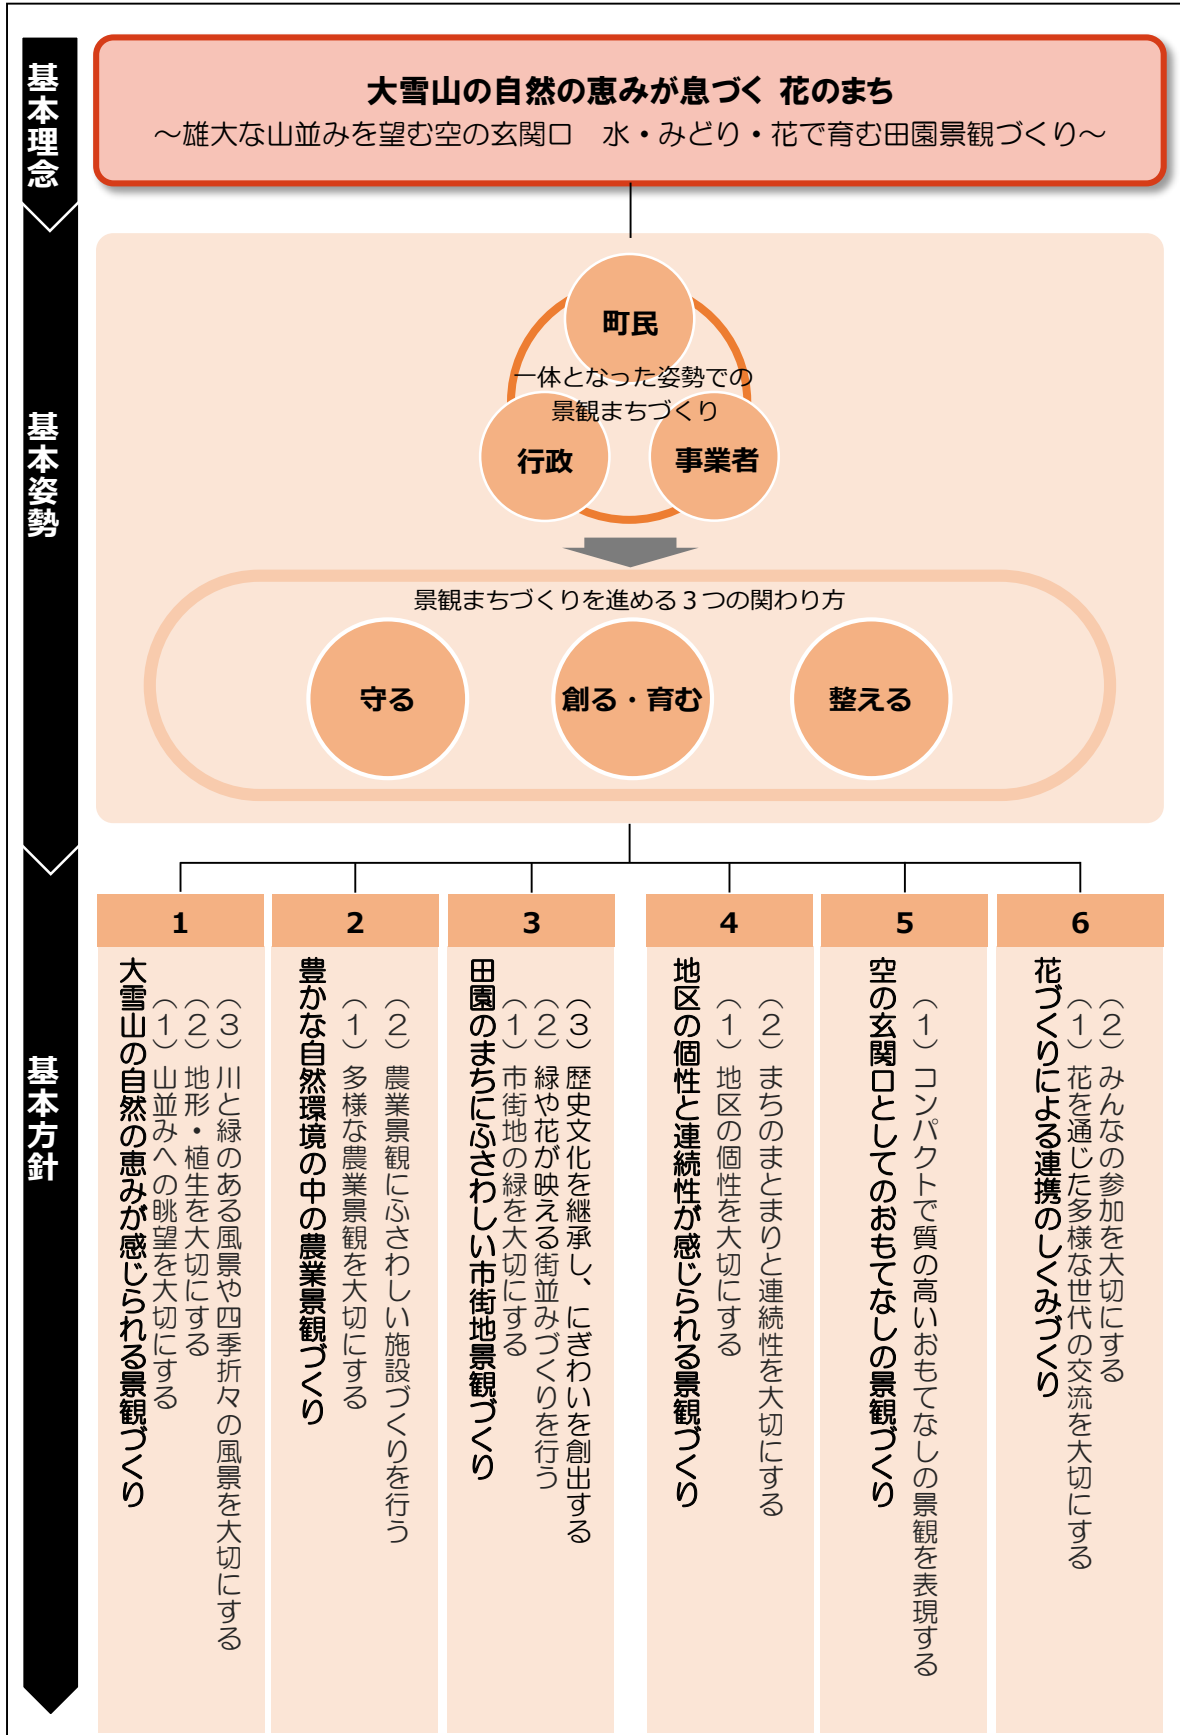 基本理念
大雪山の自然の恵みが息づく 花のまち
～雄大な山並みを望む空の玄関口　水・みどり・花で育む田園景観づくり～
基本姿勢
町民
一体となった姿勢での
景観まちづくり
行政
事業者
景観まちづくりを進める３つの関わり方
守る
創る・育む
整える
基本方針
1
大雪山の自然の恵みが感じられる景観づくり
（１）山並みへの眺望を大切にする
（２）地形・植生を大切にする
（３）川と緑のある風景や四季折々の風景を大切にする
2
豊かな自然環境の中の農業景観づくり
（１）多様な農業景観を大切にする
（２）農業景観にふさわしい施設づくりを行う
3
田園のまちにふさわしい市街地景観づくり
（１）市街地の緑を大切にする
（２）緑や花が映える街並みづくりを行う
（３）歴史文化を継承し、にぎわいを創出する
4
地区の個性と連続性が感じられる景観づくり
（１）地区の個性を大切にする
（２）まちのまとまりと連続性を大切にする
5
空の玄関口としてのおもてなしの景観づくり
（１）コンパクトで質の高いおもてなしの景観を表現する
6
花づくりによる連携のしくみづくり
（１）花を通じた多様な世代の交流を大切にする
（２）みんなの参加を大切にする